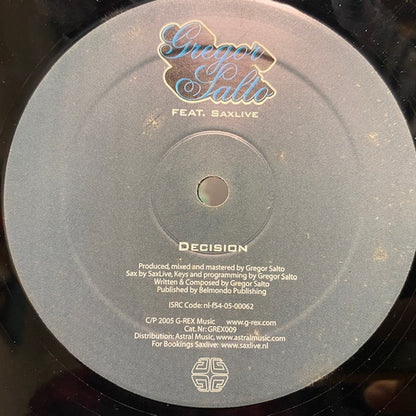 Gregor
Salto
FEAT. SAXLIVE
DECISION
Produced, mixed and mastered by Gregor Salto
Sax by SaxLive, Keys and programming by Gregor Salto
Written & Composed by Gregor Salto
Published by Belmondo Publishing
ISRC Code: nl-f54-05-00062
C/P 2005 G-REX Music www.g-rex.com
Cat. Nr: GREX009
Distribution: Astral Music, www.astralmusic.com
For Bookings Saxlive: www.saxlive.nl